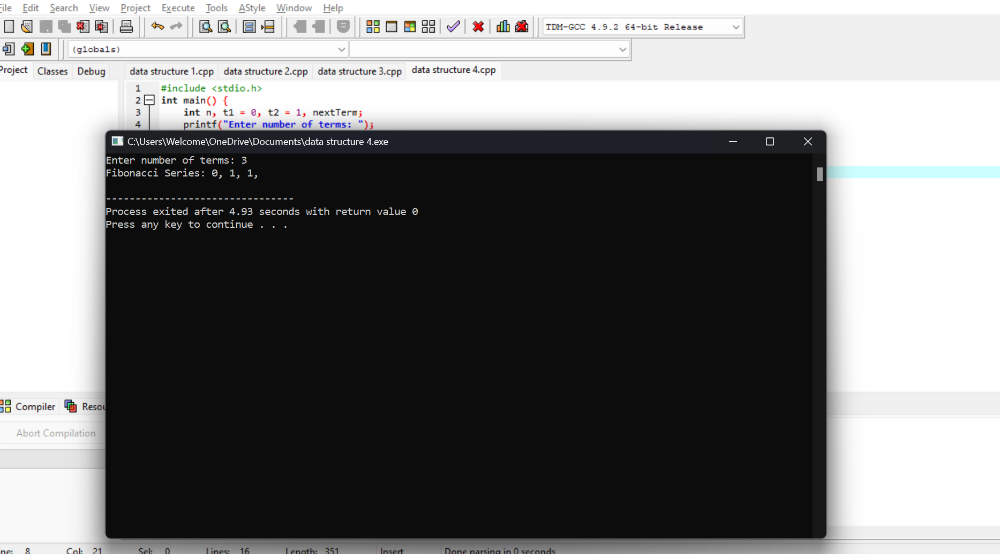 File Edit Search View Project Execute Tools AStyle Window Help
TDM-GCC 4.9.2 64-bit Release
(globals)
Project Classes Debug data structure 1.cpp data structure 2.cpp data structure 3.cpp data structure 4.cpp
1 #include <stdio.h>
2 int main() {
3 int n, t1 = 0, t2 = 1, nextTerm;
4 printf("Enter number of terms: ");
C:\Users\Welcome\OneDrive\Documents\data structure 4.exe
Enter number of terms: 3
Fibonacci Series: 0, 1, 1,
--------------------------------
Process exited after 4.93 seconds with return value 0
Press any key to continue . . .
Compiler Resou
Abort Compilation
ine: 8 Col: 21 Sel: 0 Lines: 16 Length: 351 Insert Done parsing in 0 seconds